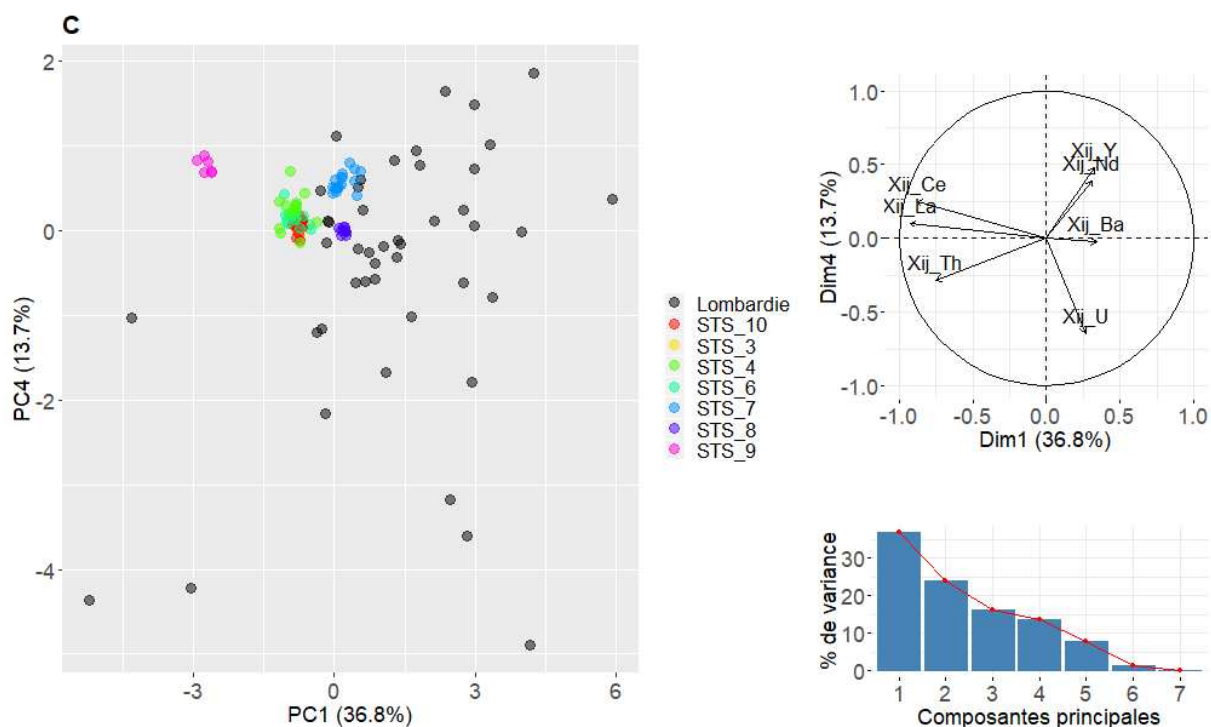 C
2
0
-2
-4
PC4 (13.7%)
-3
0
3
6
PC1 (36.8%)
Lombardie
STS_10
STS_3
STS_4
STS_6
STS_7
STS_8
STS_9
1.0
0.5
0.0
-0.5
-1.0
Dim4 (13.7%)
Xij_Y
Xij_Nd
Xij_Ce
Xij_La
Xij_Ba
Xij_Th
Xij_U
-1.0
-0.5
0.0
0.5
1.0
Dim1 (36.8%)
% de variance
30
20
10
0
1
2
3
4
5
6
7
Composantes principales